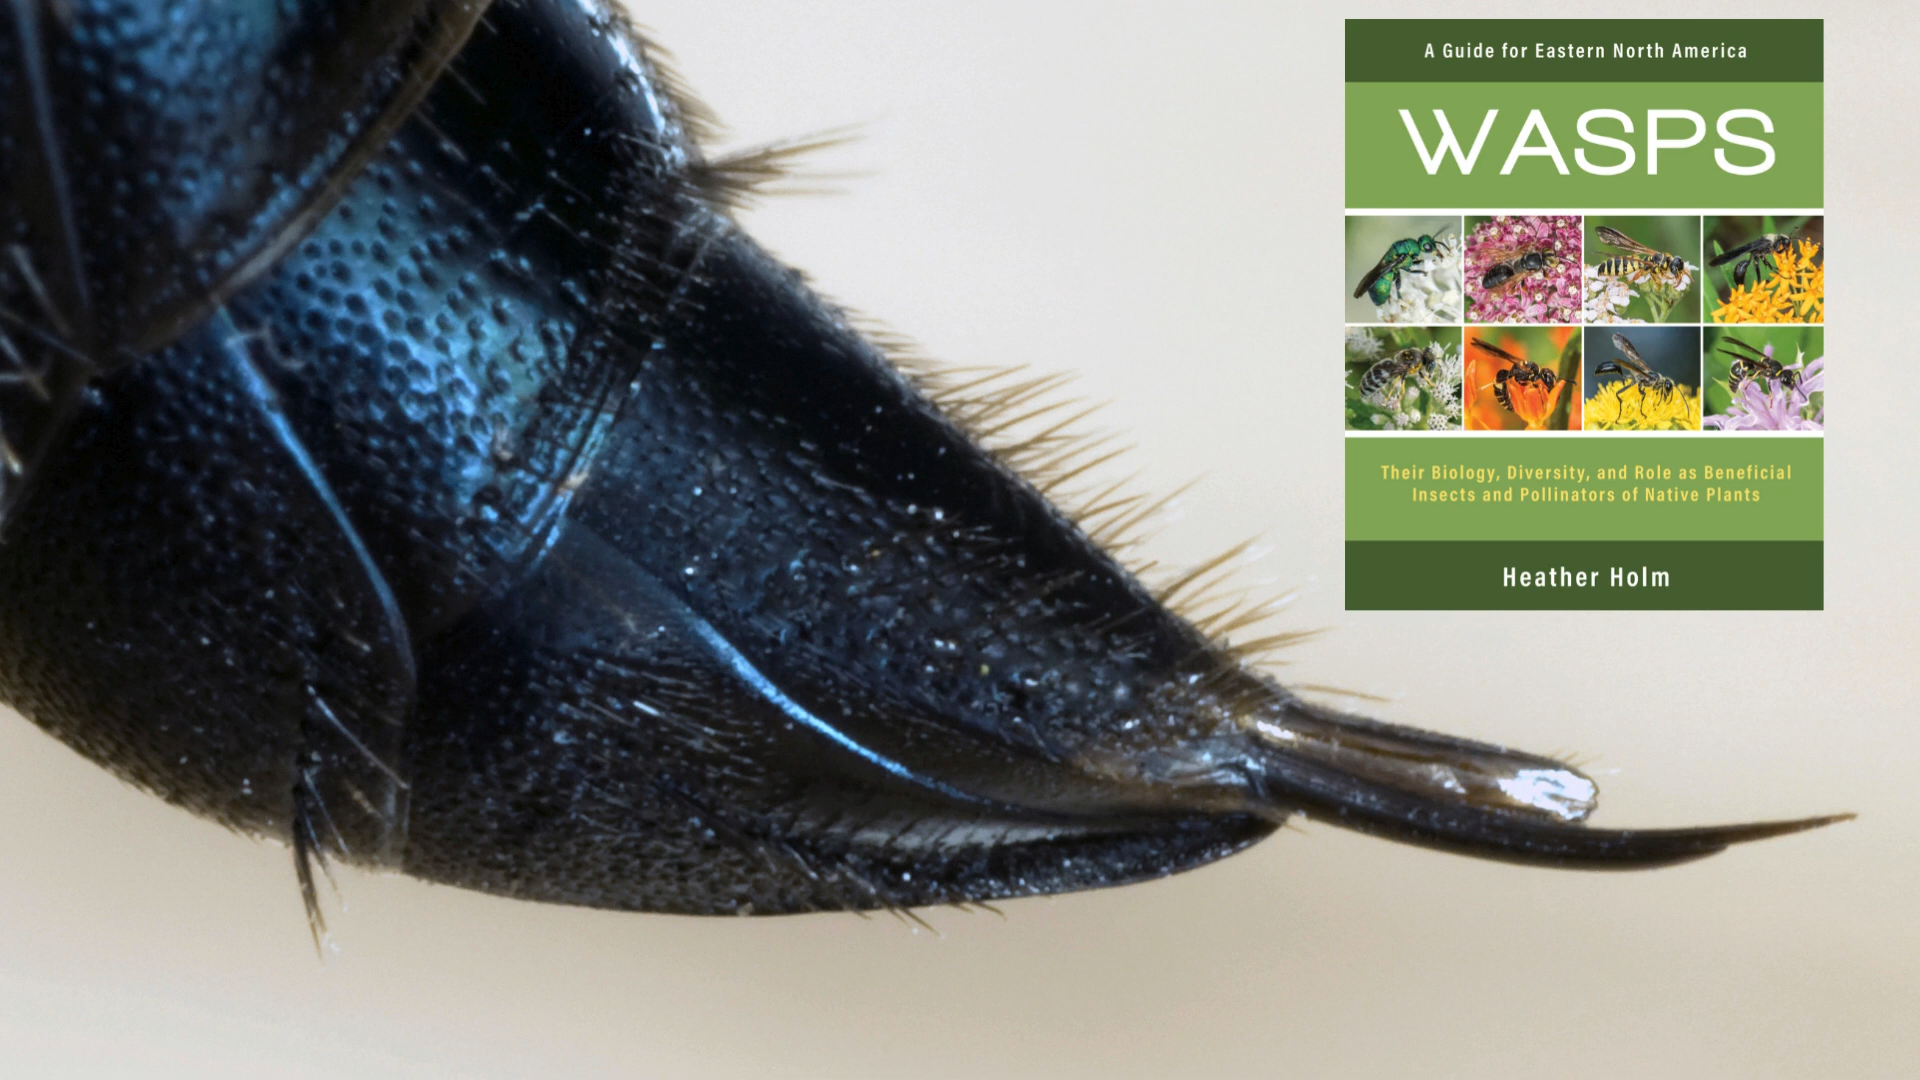 A Guide for Eastern North America
WASPS
Their Biology, Diversity, and Role as Beneficial
Insects and Pollinators of Native Plants
Heather Holm